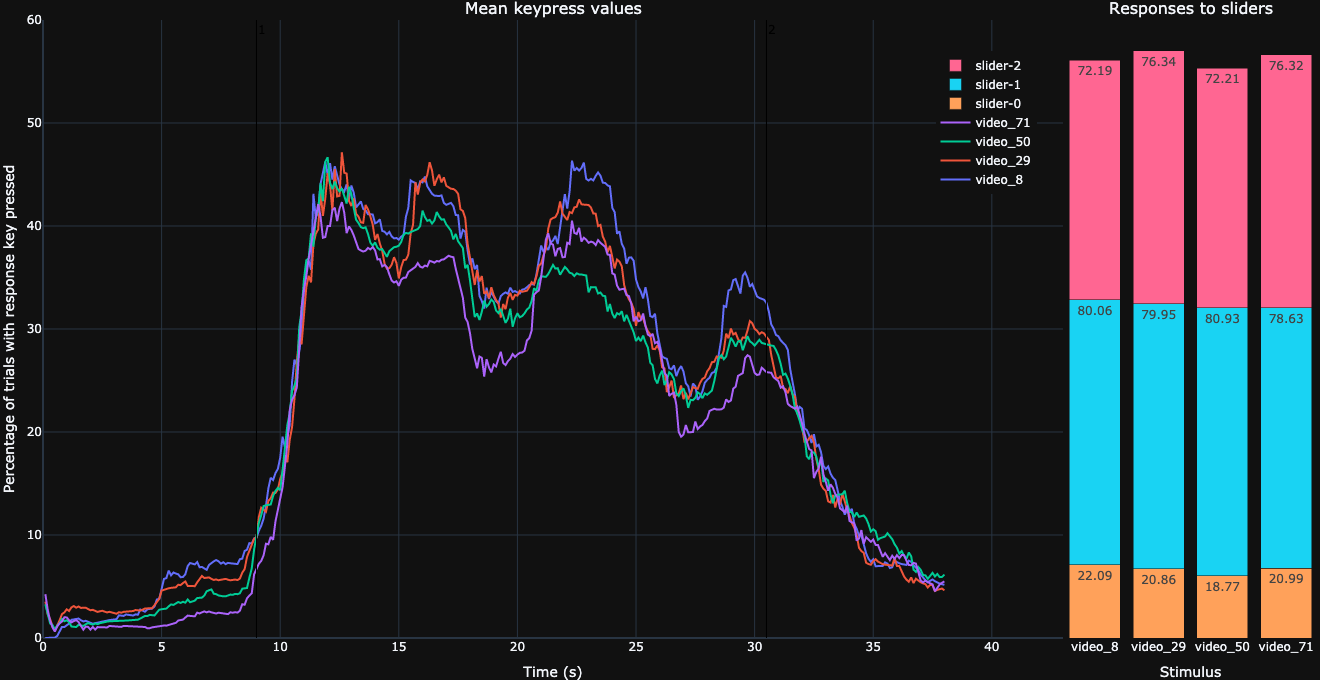 Mean keypress values
Responses to sliders
60
50
40
30
20
10
0
Percentage of trials with response key pressed
1
2
slider-2
slider-1
slider-0
video_71
video_50
video_29
video_8
0 5 10 15 20 25 30 35 40
Time (s)
72.19 76.34 72.21 76.32
80.06 79.95 80.93 78.63
22.09 20.86 18.77 20.99
video_8 video_29 video_50 video_71
Stimulus